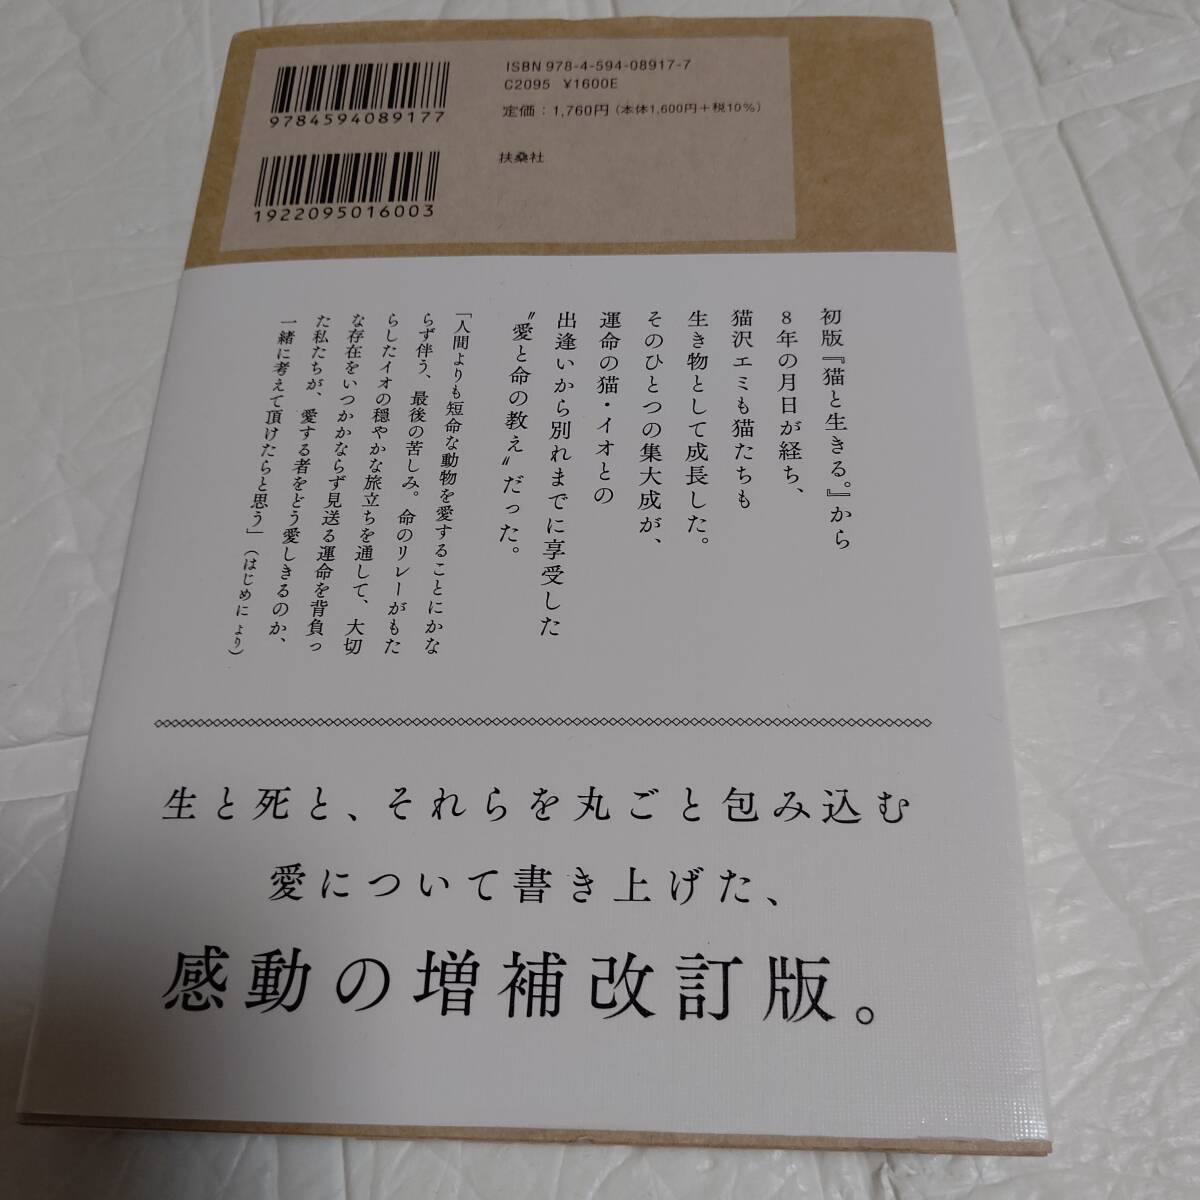 9784594089177
1922095016003
ISBN 978-4-594-08917-7
C2095 ¥1600E
定価：1,760円（本体1,600円＋税10%）
扶桑社
初版『猫と生きる。』から
8年の月日が経ち、
猫沢エミも猫たちも
生き物として成長した。
そのひとつの集大成が、
運命の猫・イオとの
出逢いから別れまでに享受した
〝愛と命の教え〟だった。
「人間よりも短命な動物を愛することにかな
らず伴う、最後の苦しみ。命のリレーがもた
らしたイオの穏やかな旅立ちを通して、大切
な存在をいつかかならず見送る運命を背負っ
た私たちが、愛する者をどう愛しきるのか、
一緒に考えて頂けたらと思う」（はじめに より）
生と死と、それらを丸ごと包み込む
愛について書き上げた、
感動の増補改訂版。